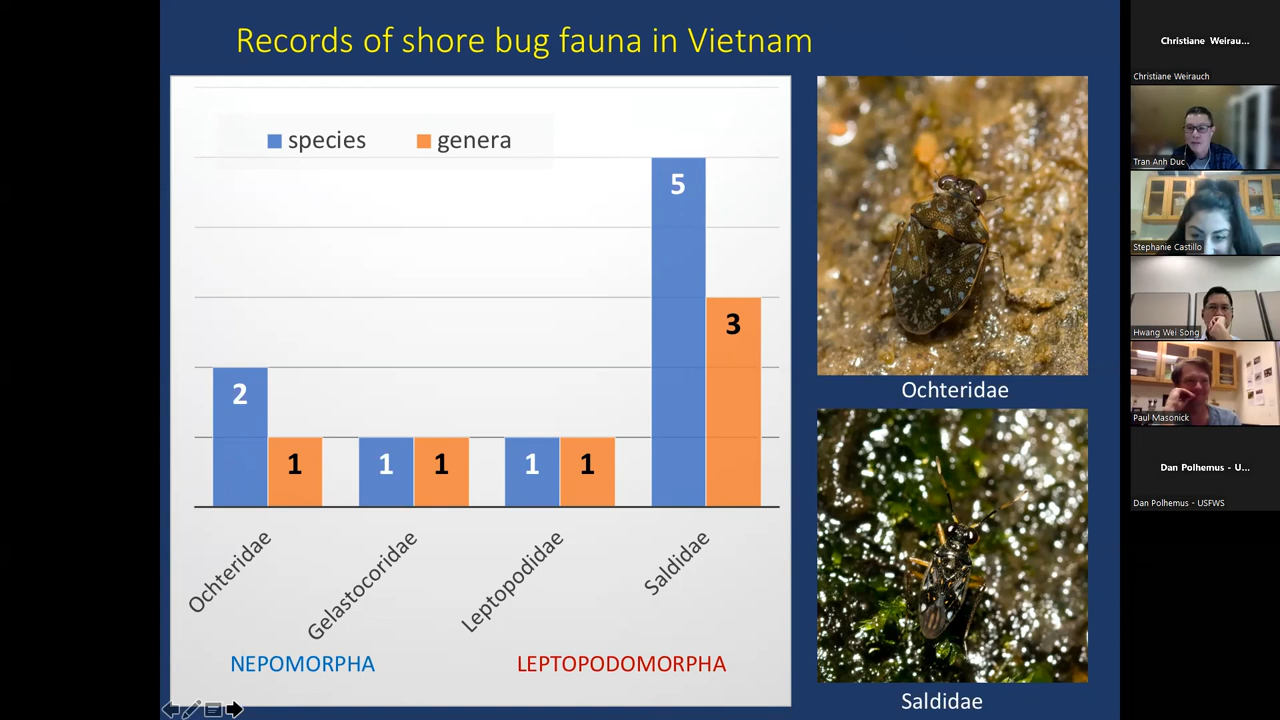 Records of shore bug fauna in Vietnam
species
genera
2
1
1
1
1
1
5
3
Ochteridae
Gelastocoridae
Leptopodidae
Saldidae
NEPOMORPHA
LEPTOPODOMORPHA
Ochteridae
Saldidae
Christiane Weirau...
Christiane Weirauch
Tran Anh Duc
Stephanie Castillo
Hwang Wei Song
Paul Masonick
Dan Polhemus - U...
Dan Polhemus - USFWS